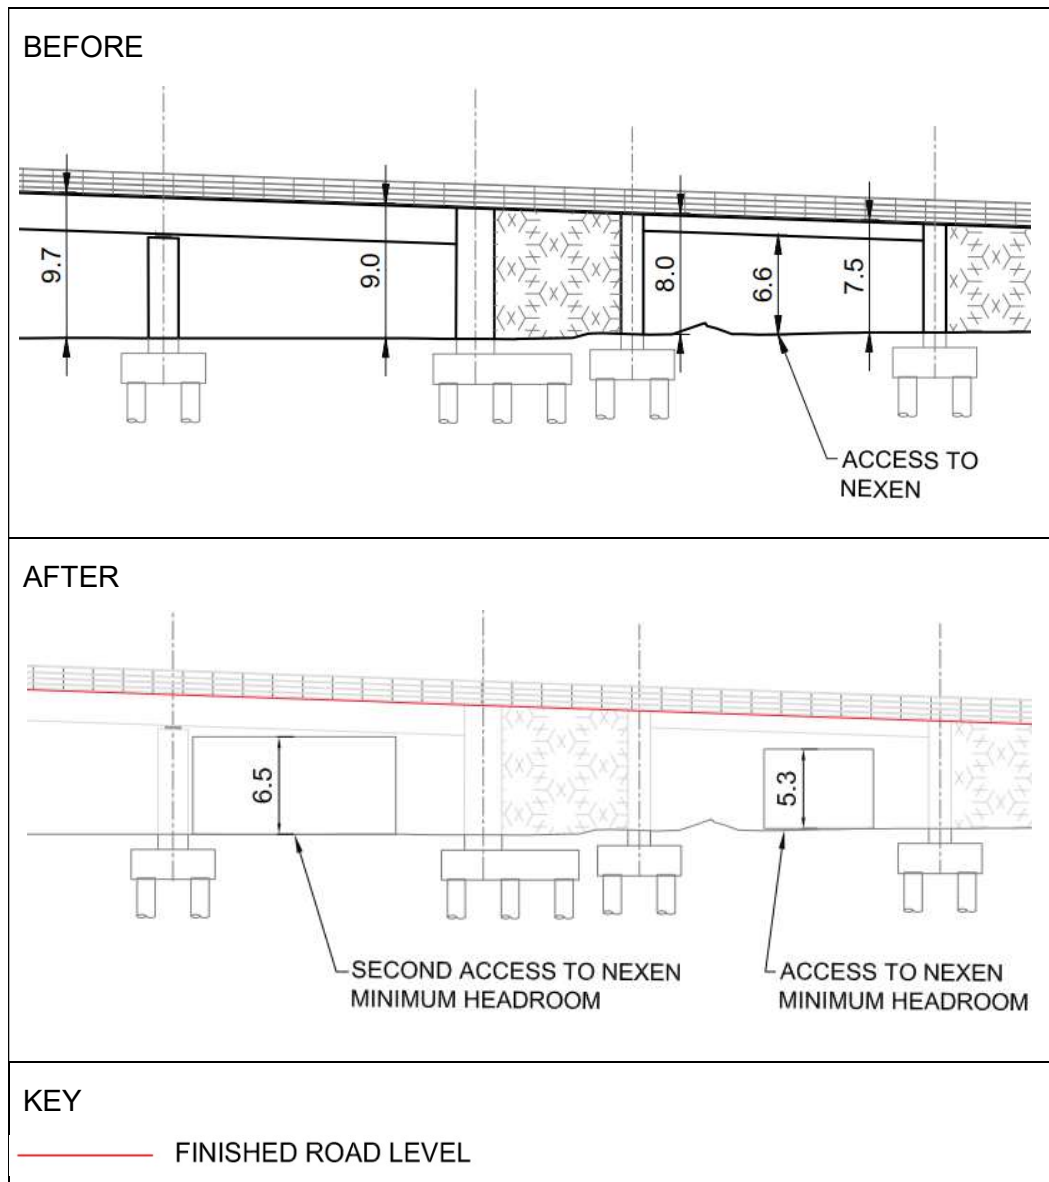 BEFORE
9.7
9.0
8.0
6.6
7.5
ACCESS TO
NEXEN
AFTER
6.5
5.3
SECOND ACCESS TO NEXEN
MINIMUM HEADROOM
ACCESS TO NEXEN
MINIMUM HEADROOM
KEY
FINISHED ROAD LEVEL